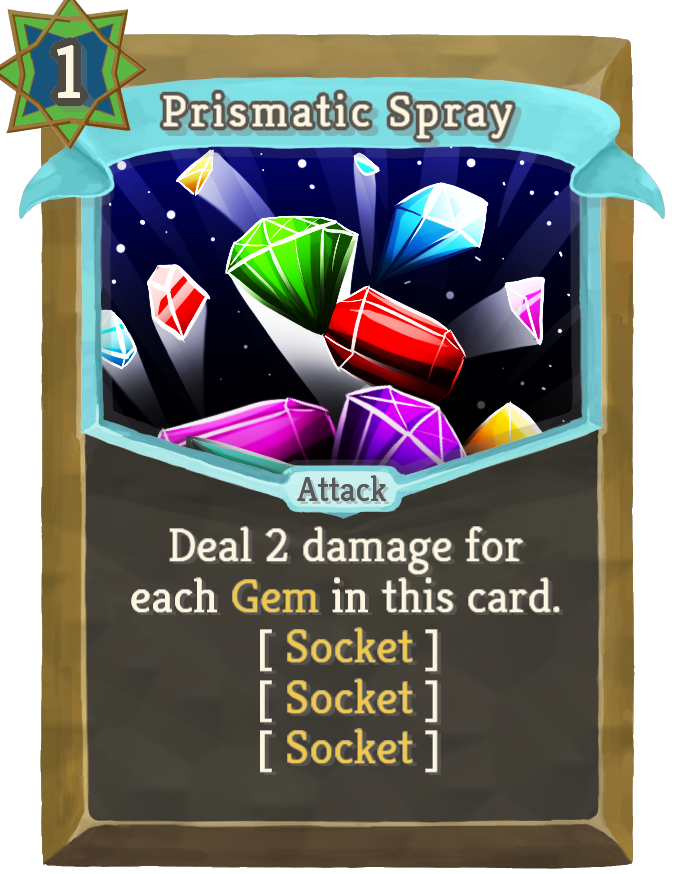 1
Prismatic Spray
Attack
Deal 2 damage for
each Gem in this card.
[ Socket ]
[ Socket ]
[ Socket ]